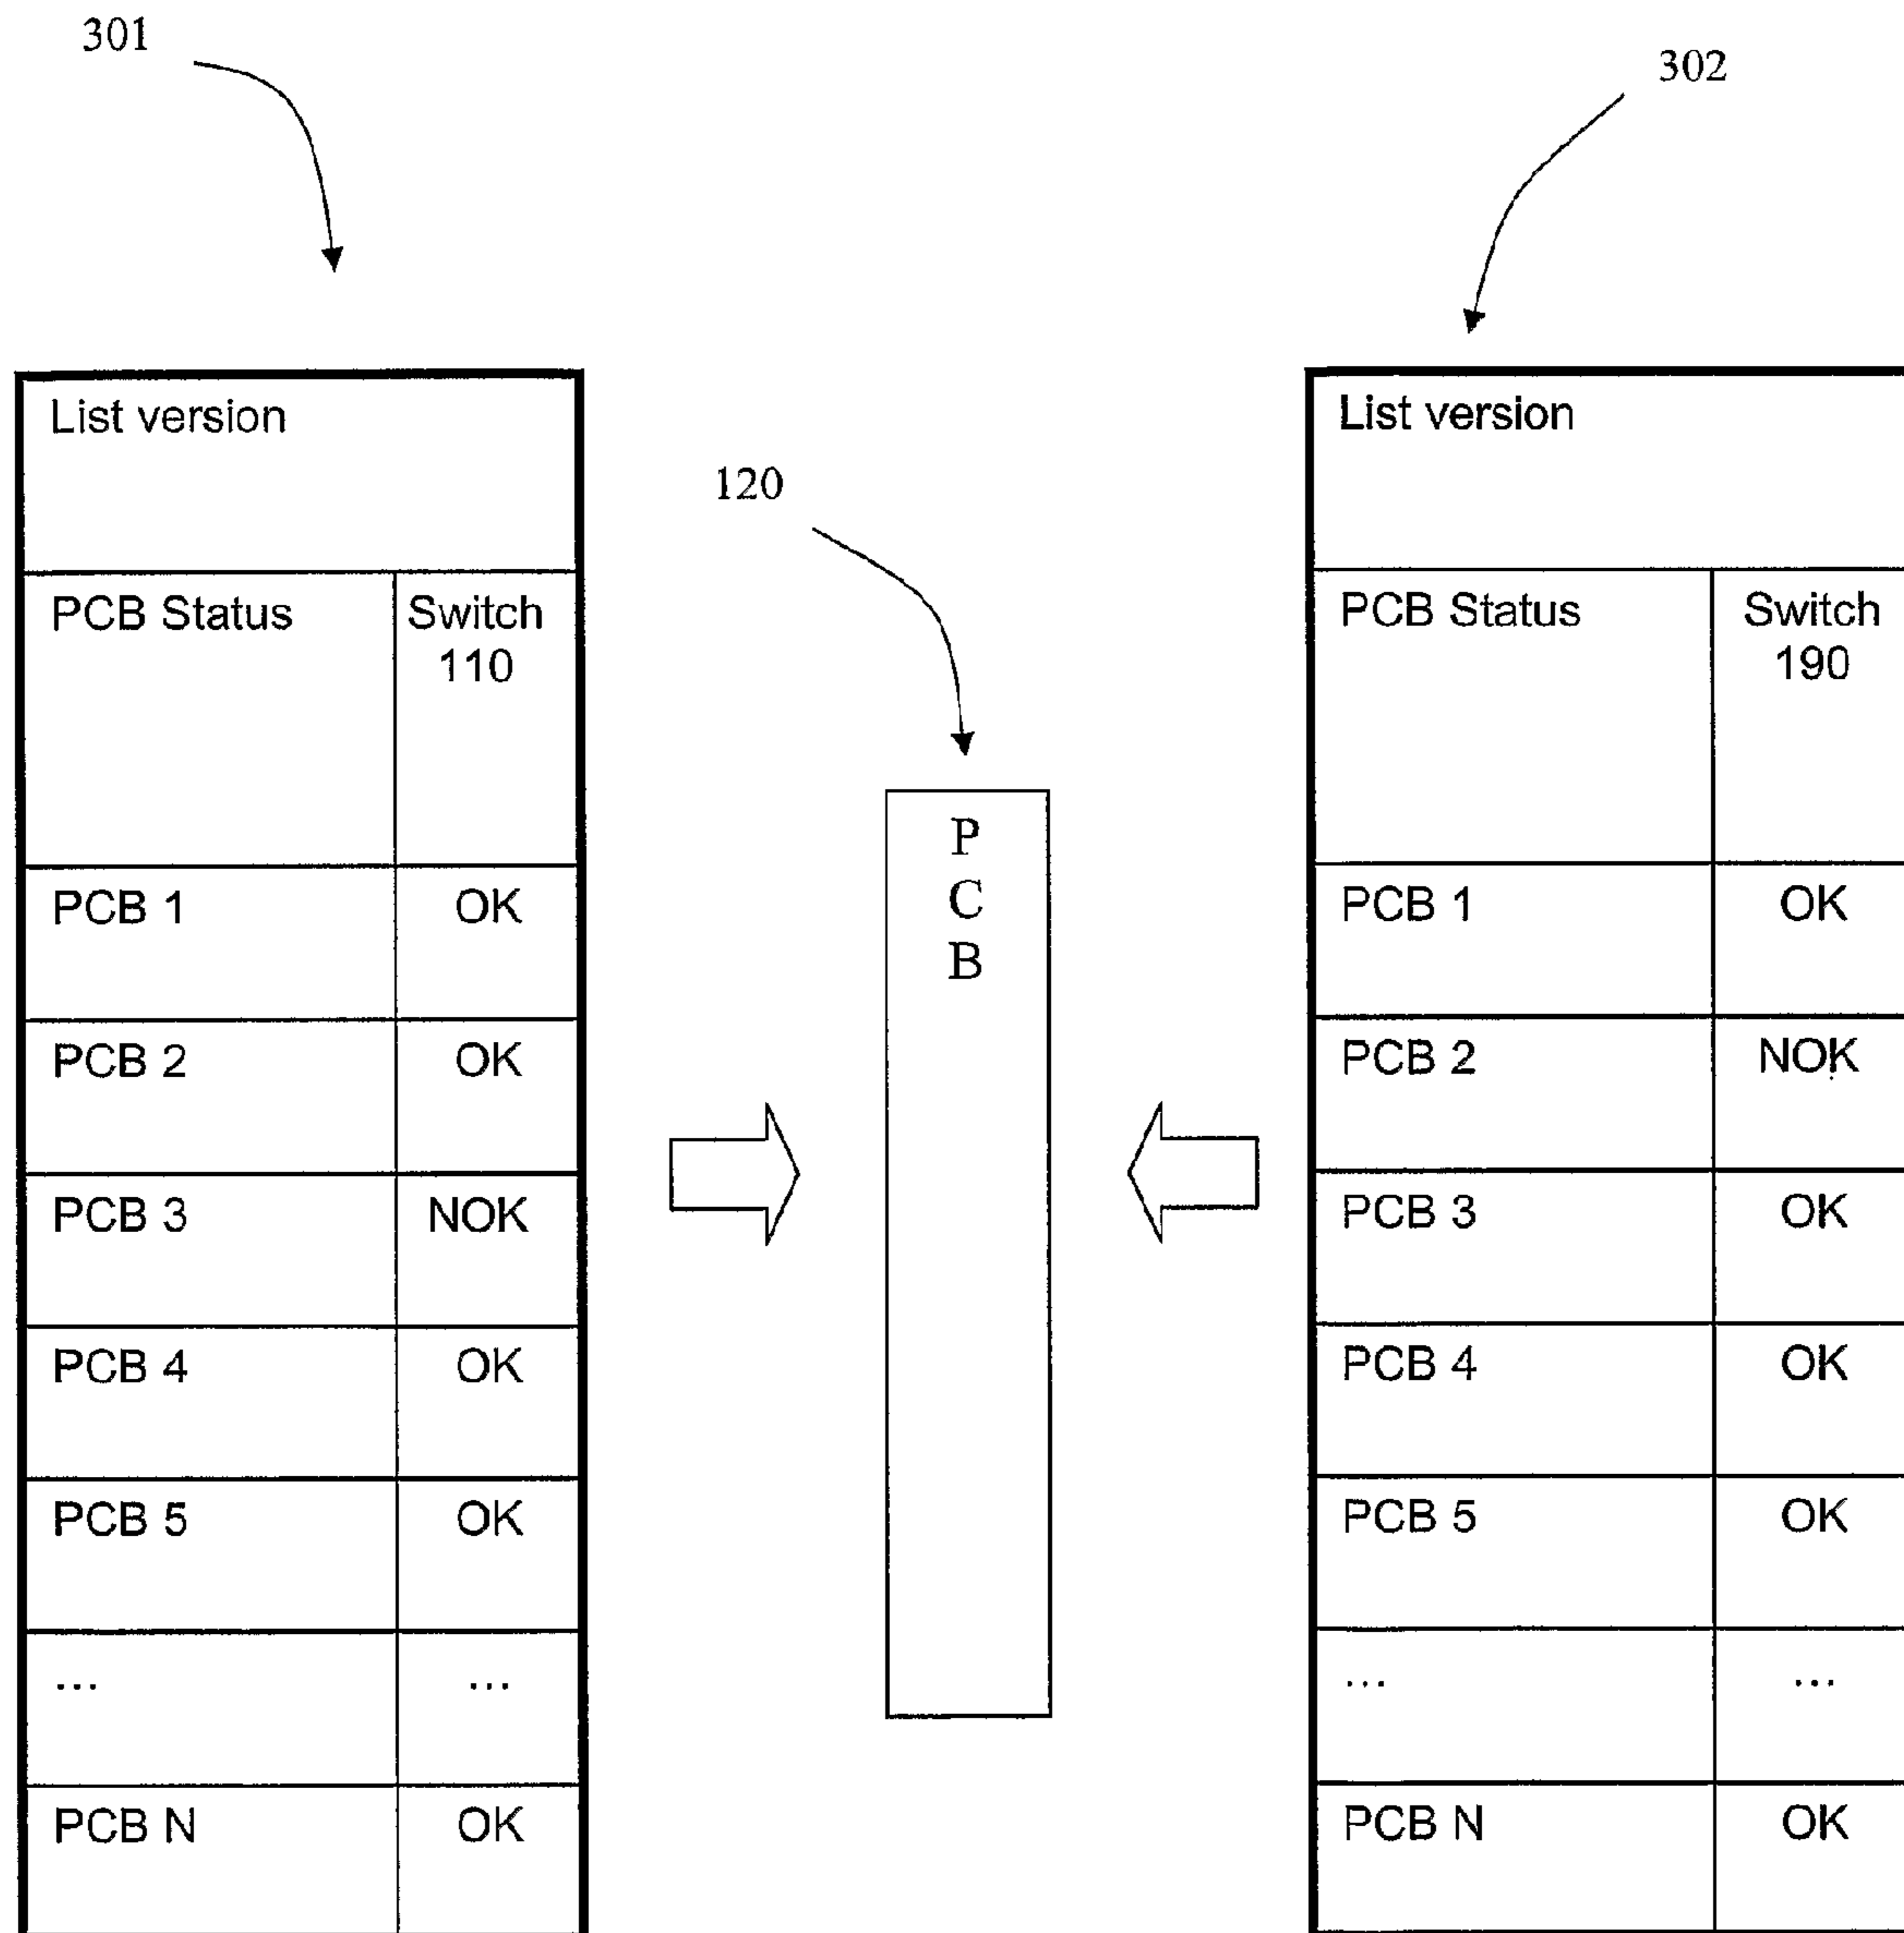 301
302
List version
PCB Status Switch
110
PCB 1 OK
PCB 2 OK
PCB 3 NOK
PCB 4 OK
PCB 5 OK
... ...
PCB N OK
120
P
C
B
List version
PCB Status Switch
190
PCB 1 OK
PCB 2 NOK
PCB 3 OK
PCB 4 OK
PCB 5 OK
... ...
PCB N OK